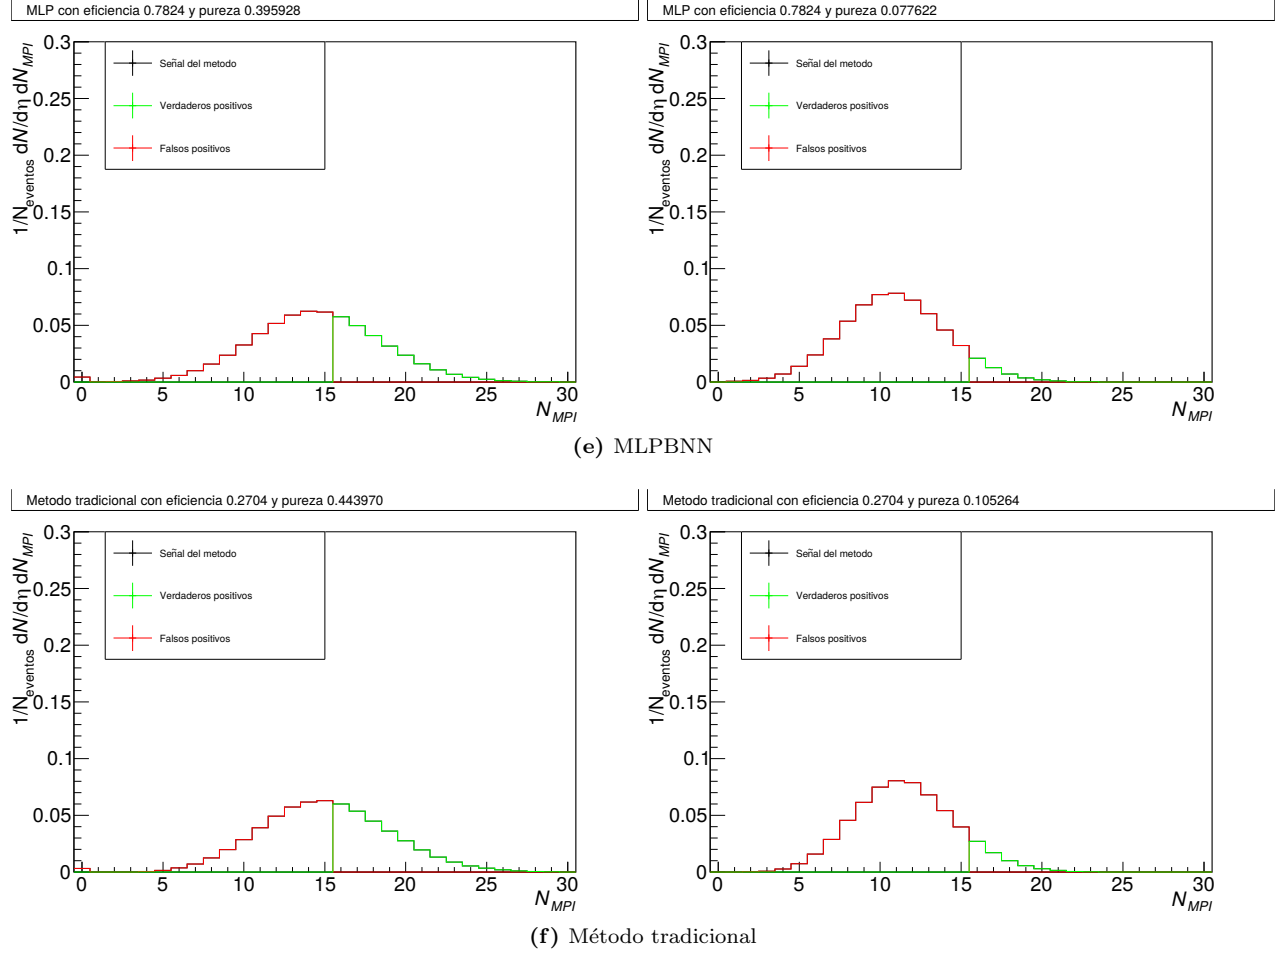 MLP con eficiencia 0.7824 y pureza 0.395928
1/N_eventos dN/dη dN_MPI
0.3
0.25
0.2
0.15
0.1
0.05
0
Señal del metodo
Verdaderos positivos
Falsos positivos
0 5 10 15 20 25 30
N_MPI
MLP con eficiencia 0.7824 y pureza 0.077622
1/N_eventos dN/dη dN_MPI
0.3
0.25
0.2
0.15
0.1
0.05
0
Señal del metodo
Verdaderos positivos
Falsos positivos
0 5 10 15 20 25 30
N_MPI
(e) MLPBNN
Metodo tradicional con eficiencia 0.2704 y pureza 0.443970
1/N_eventos dN/dη dN_MPI
0.3
0.25
0.2
0.15
0.1
0.05
0
Señal del metodo
Verdaderos positivos
Falsos positivos
0 5 10 15 20 25 30
N_MPI
Metodo tradicional con eficiencia 0.2704 y pureza 0.105264
1/N_eventos dN/dη dN_MPI
0.3
0.25
0.2
0.15
0.1
0.05
0
Señal del metodo
Verdaderos positivos
Falsos positivos
0 5 10 15 20 25 30
N_MPI
(f) Método tradicional